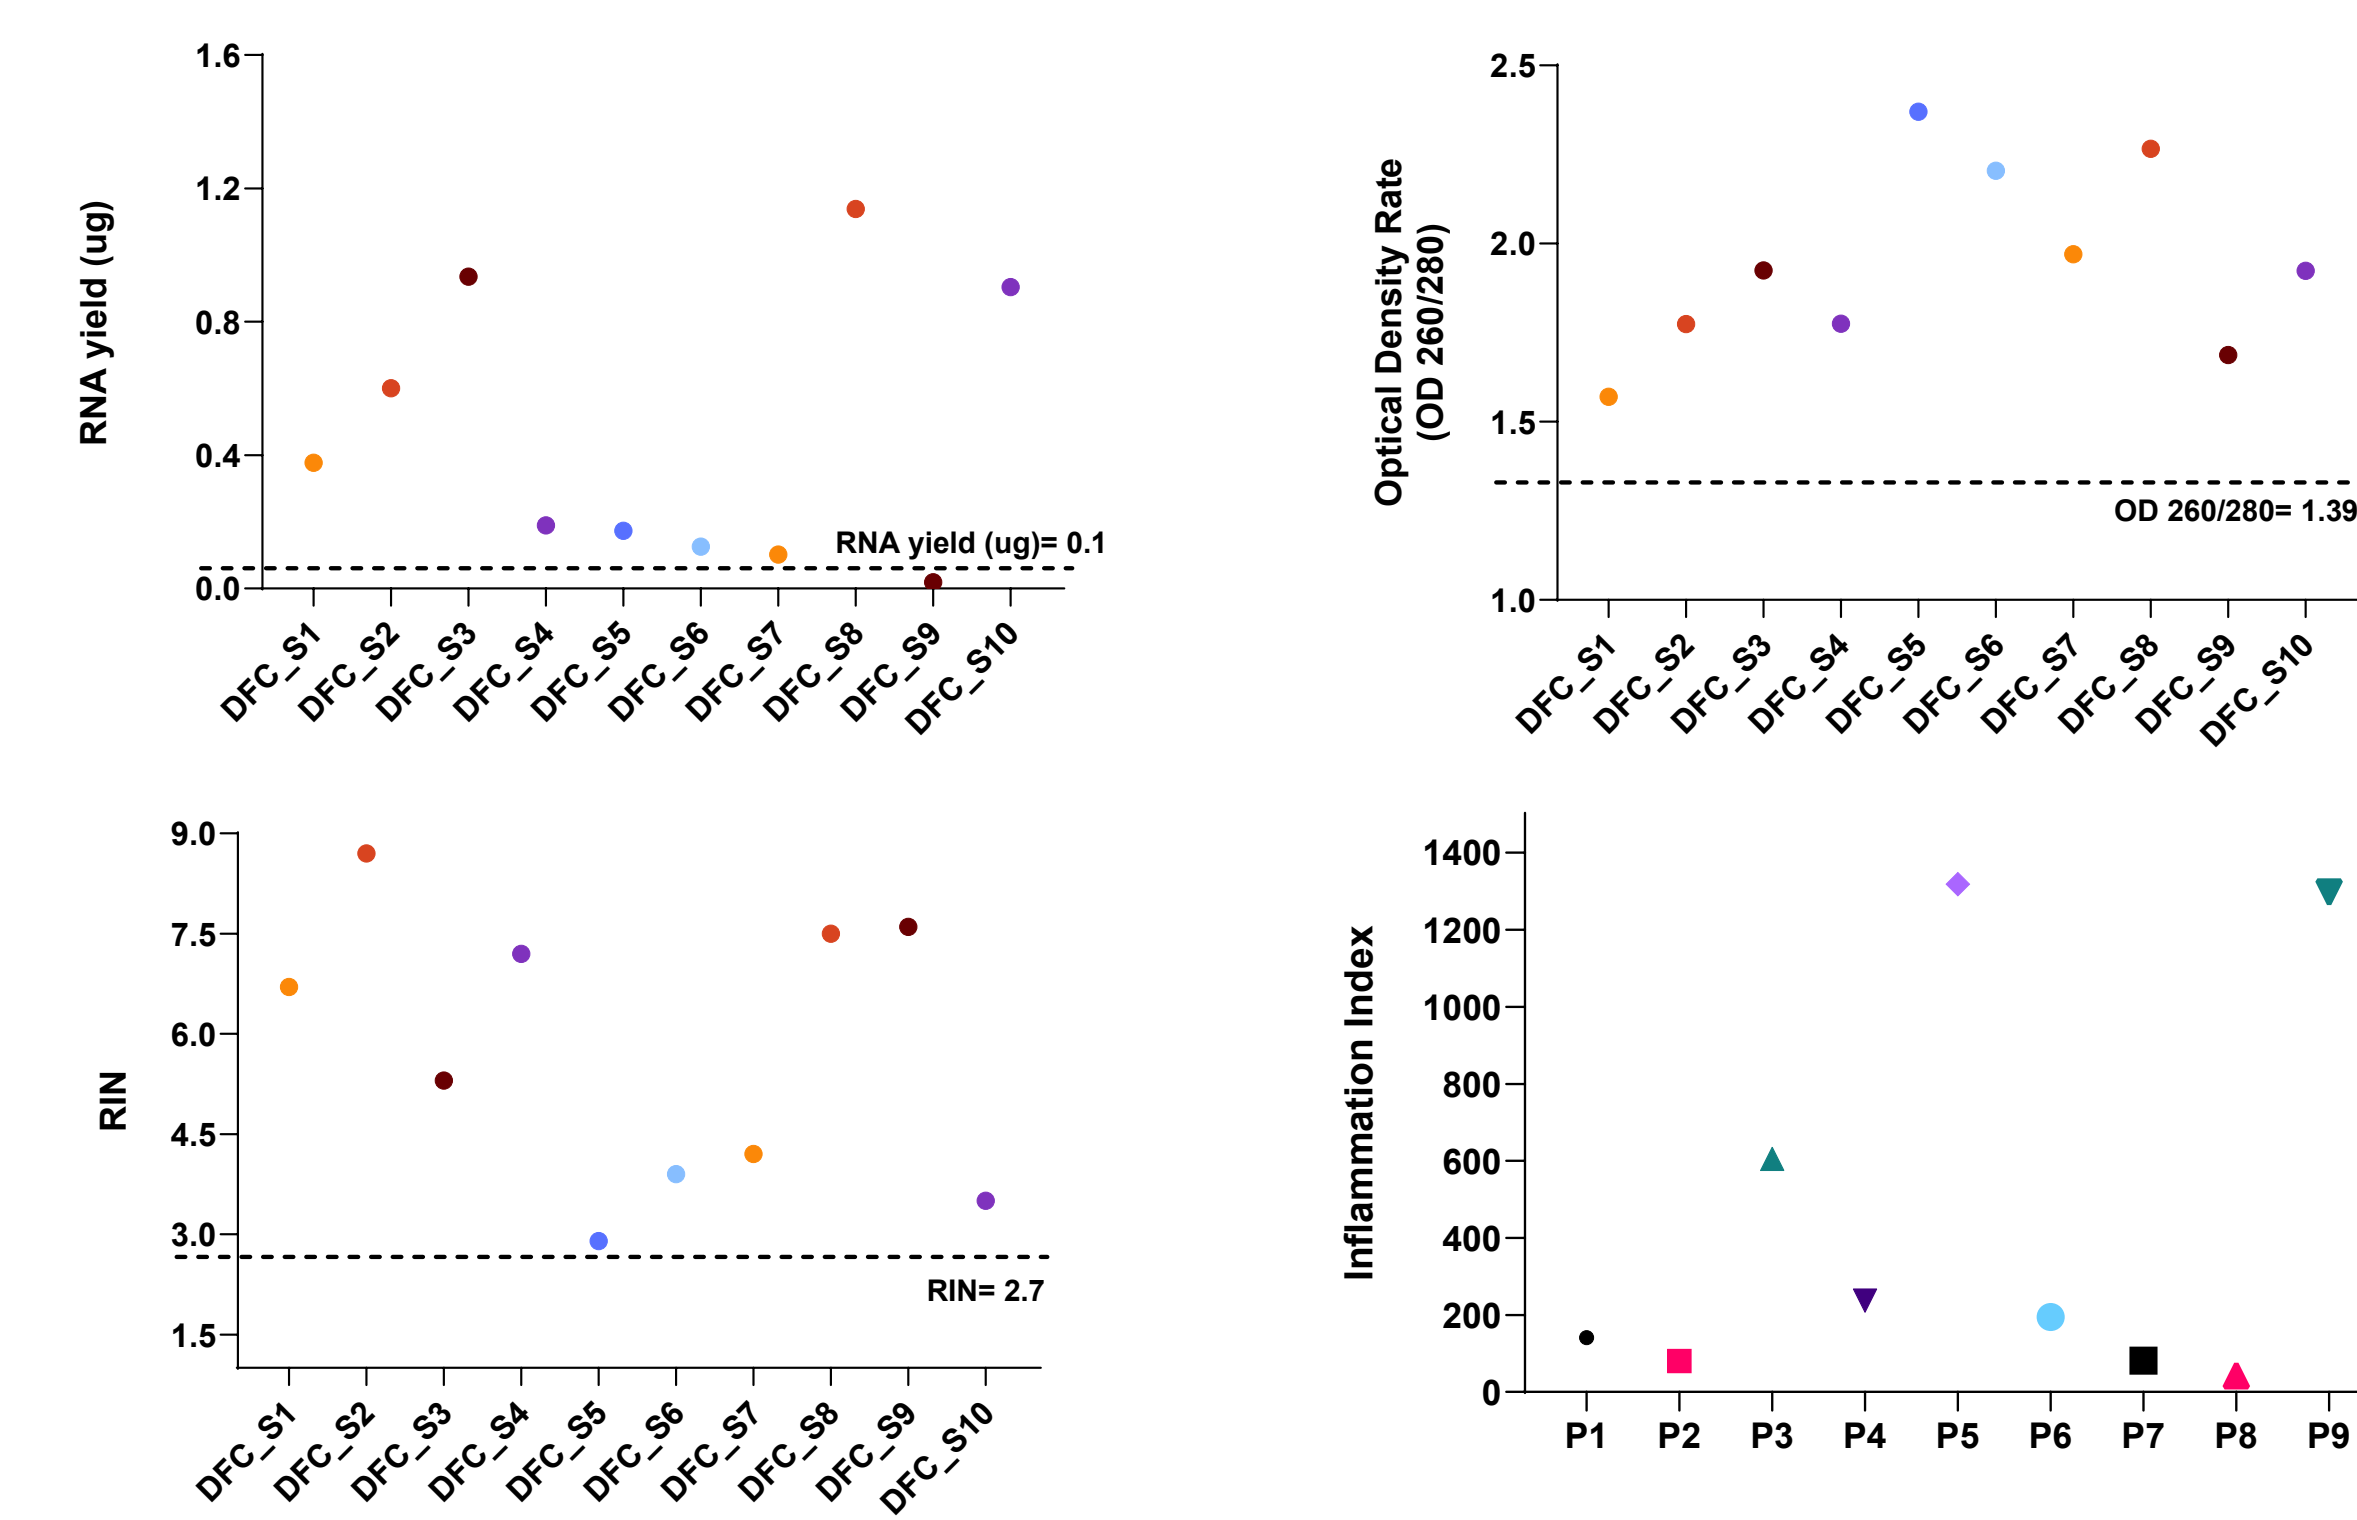 RNA yield (ug)
1.6
1.2
0.8
0.4
0.0
RNA yield (ug)= 0.1
DFC_S1
DFC_S2
DFC_S3
DFC_S4
DFC_S5
DFC_S6
DFC_S7
DFC_S8
DFC_S9
DFC_S10
Optical Density Rate
(OD 260/280)
2.5
2.0
1.5
1.0
OD 260/280= 1.39
DFC_S1
DFC_S2
DFC_S3
DFC_S4
DFC_S5
DFC_S6
DFC_S7
DFC_S8
DFC_S9
DFC_S10
RIN
9.0
7.5
6.0
4.5
3.0
1.5
RIN= 2.7
DFC_S1
DFC_S2
DFC_S3
DFC_S4
DFC_S5
DFC_S6
DFC_S7
DFC_S8
DFC_S9
DFC_S10
Inflammation Index
1400
1200
1000
800
600
400
200
0
P1 P2 P3 P4 P5 P6 P7 P8 P9